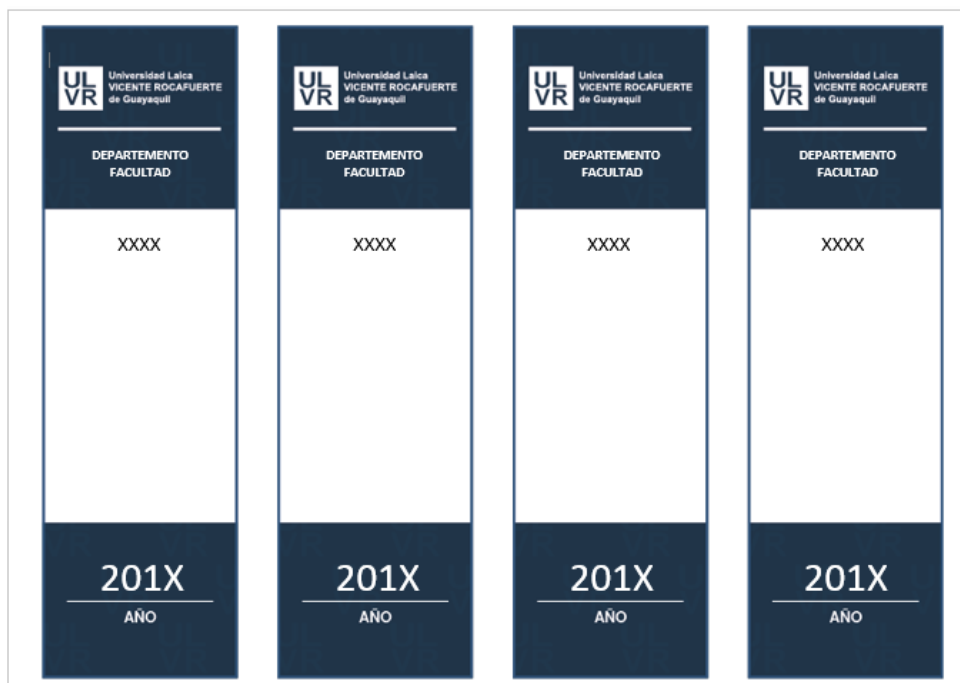 UL
VR
Universidad Laica
VICENTE ROCAFUERTE
de Guayaquil
DEPARTEMENTO
FACULTAD
XXXX
201X
AÑO
UL
VR
Universidad Laica
VICENTE ROCAFUERTE
de Guayaquil
DEPARTEMENTO
FACULTAD
XXXX
201X
AÑO
UL
VR
Universidad Laica
VICENTE ROCAFUERTE
de Guayaquil
DEPARTEMENTO
FACULTAD
XXXX
201X
AÑO
UL
VR
Universidad Laica
VICENTE ROCAFUERTE
de Guayaquil
DEPARTEMENTO
FACULTAD
XXXX
201X
AÑO